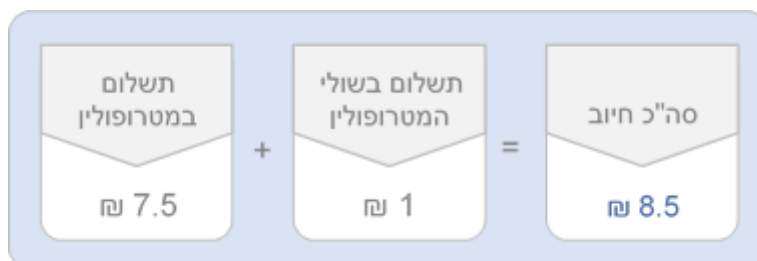 תשלום
במטרופולין
₪ 7.5
+
תשלום בשולי
המטרופולין
₪ 1
=
סה"כ חיוב
₪ 8.5